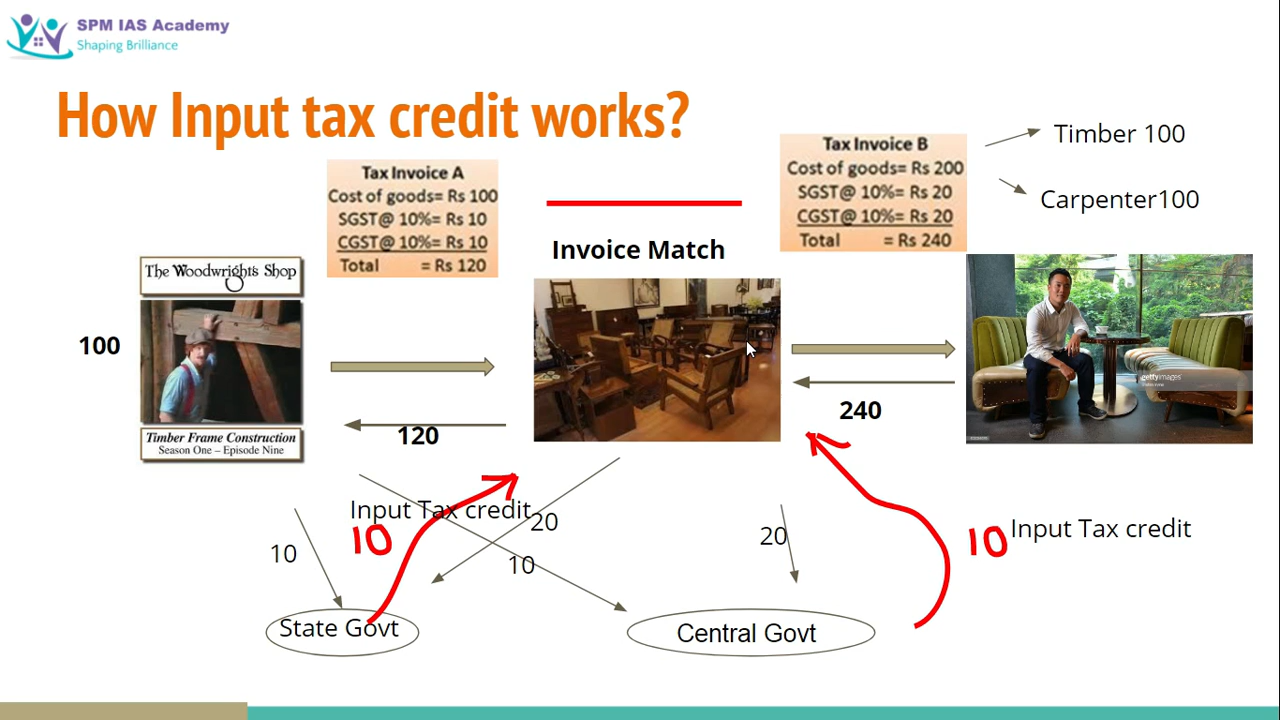 SPM IAS Academy
Shaping Brilliance
How Input tax credit works?
Tax Invoice A
Cost of goods= Rs 100
SGST@ 10%= Rs 10
CGST@ 10%= Rs 10
Total = Rs 120
Invoice Match
Tax Invoice B
Cost of goods= Rs 200
SGST@ 10%= Rs 20
CGST@ 10%= Rs 20
Total = Rs 240
Timber 100
Carpenter100
The Woodwright's Shop
100
Timber Frame Construction
Season One – Episode Nine
120
240
gettyimages
Input Tax credit
10
20
10
10
20
10
Input Tax credit
State Govt
Central Govt